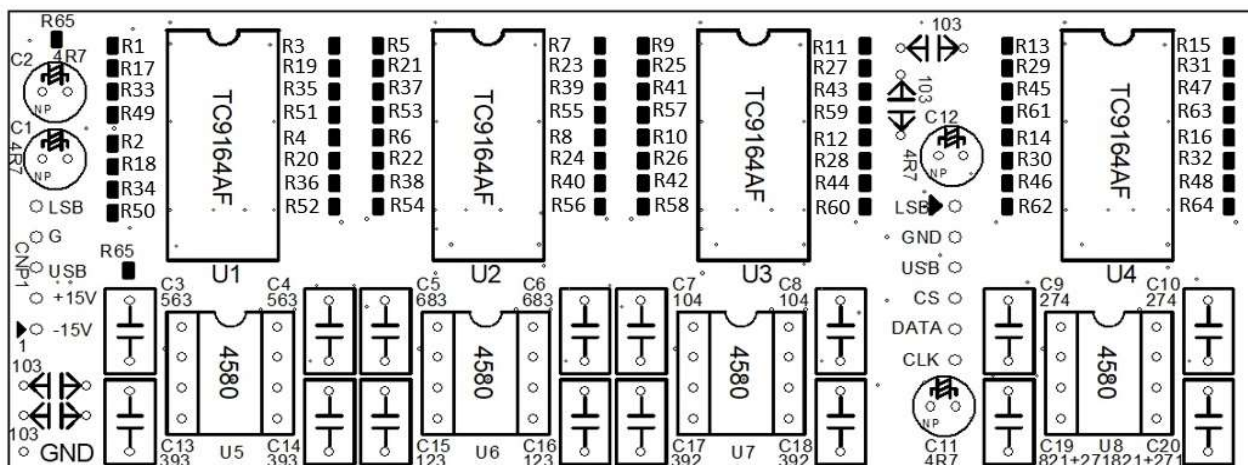 R65
C2
4R7
NP
C1
4R7
NP
R1
R17
R33
R49
R2
R18
R34
R50
TC9164AF
U1
R3
R19
R35
R51
R4
R20
R36
R52
R5
R21
R37
R53
R6
R22
R38
R54
TC9164AF
U2
R7
R23
R39
R55
R8
R24
R40
R56
R9
R25
R41
R57
R10
R26
R42
R58
TC9164AF
U3
R11
R27
R43
R59
R12
R28
R44
R60
103
103
C12
4R7
NP
R13
R29
R45
R61
R14
R30
R46
R62
TC9164AF
U4
R15
R31
R47
R63
R16
R32
R48
R64
LSB
G
USB
+15V
-15V
CNP1
1
R65
103
103
GND
C3
563
C4
563
4580
C13
393
U5
C14
393
C5
683
C6
683
4580
C15
123
U6
C16
123
C7
104
C8
104
4580
C17
392
U7
C18
392
LSB
GND
USB
CS
DATA
CLK
NP
C11
4R7
C9
274
C10
274
4580
C19
821+271
U8
C20
821+271